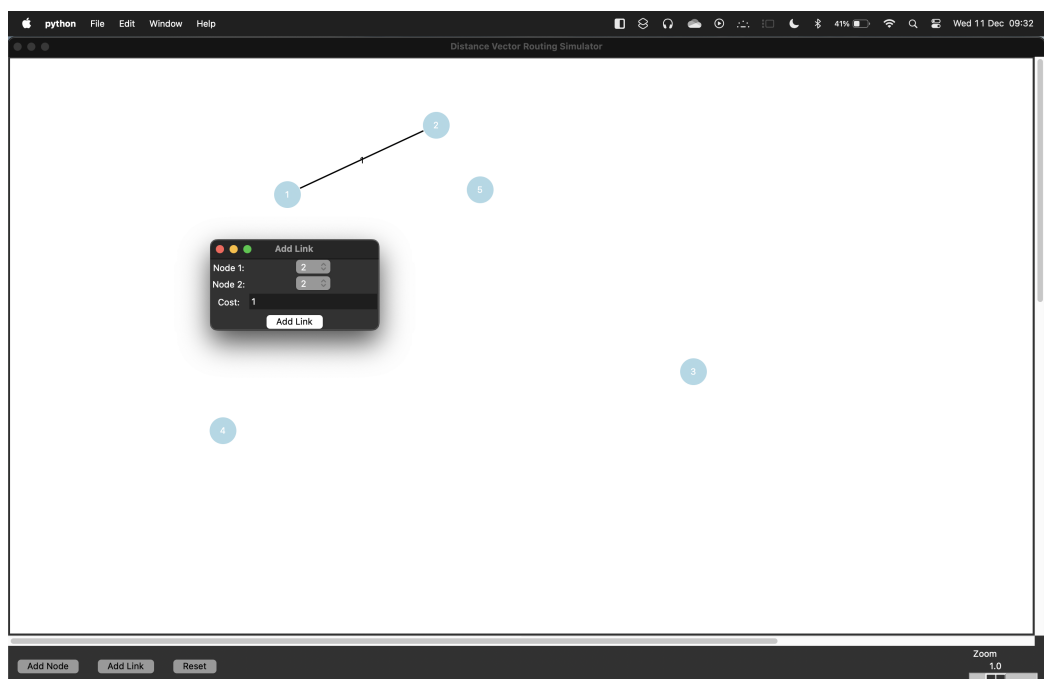 python File Edit Window Help 41% Wed 11 Dec 09:32
Distance Vector Routing Simulator
2
1
1
5
Add Link
Node 1: 2
Node 2: 2
Cost: 1
Add Link
3
4
Add Node Add Link Reset
Zoom
1.0